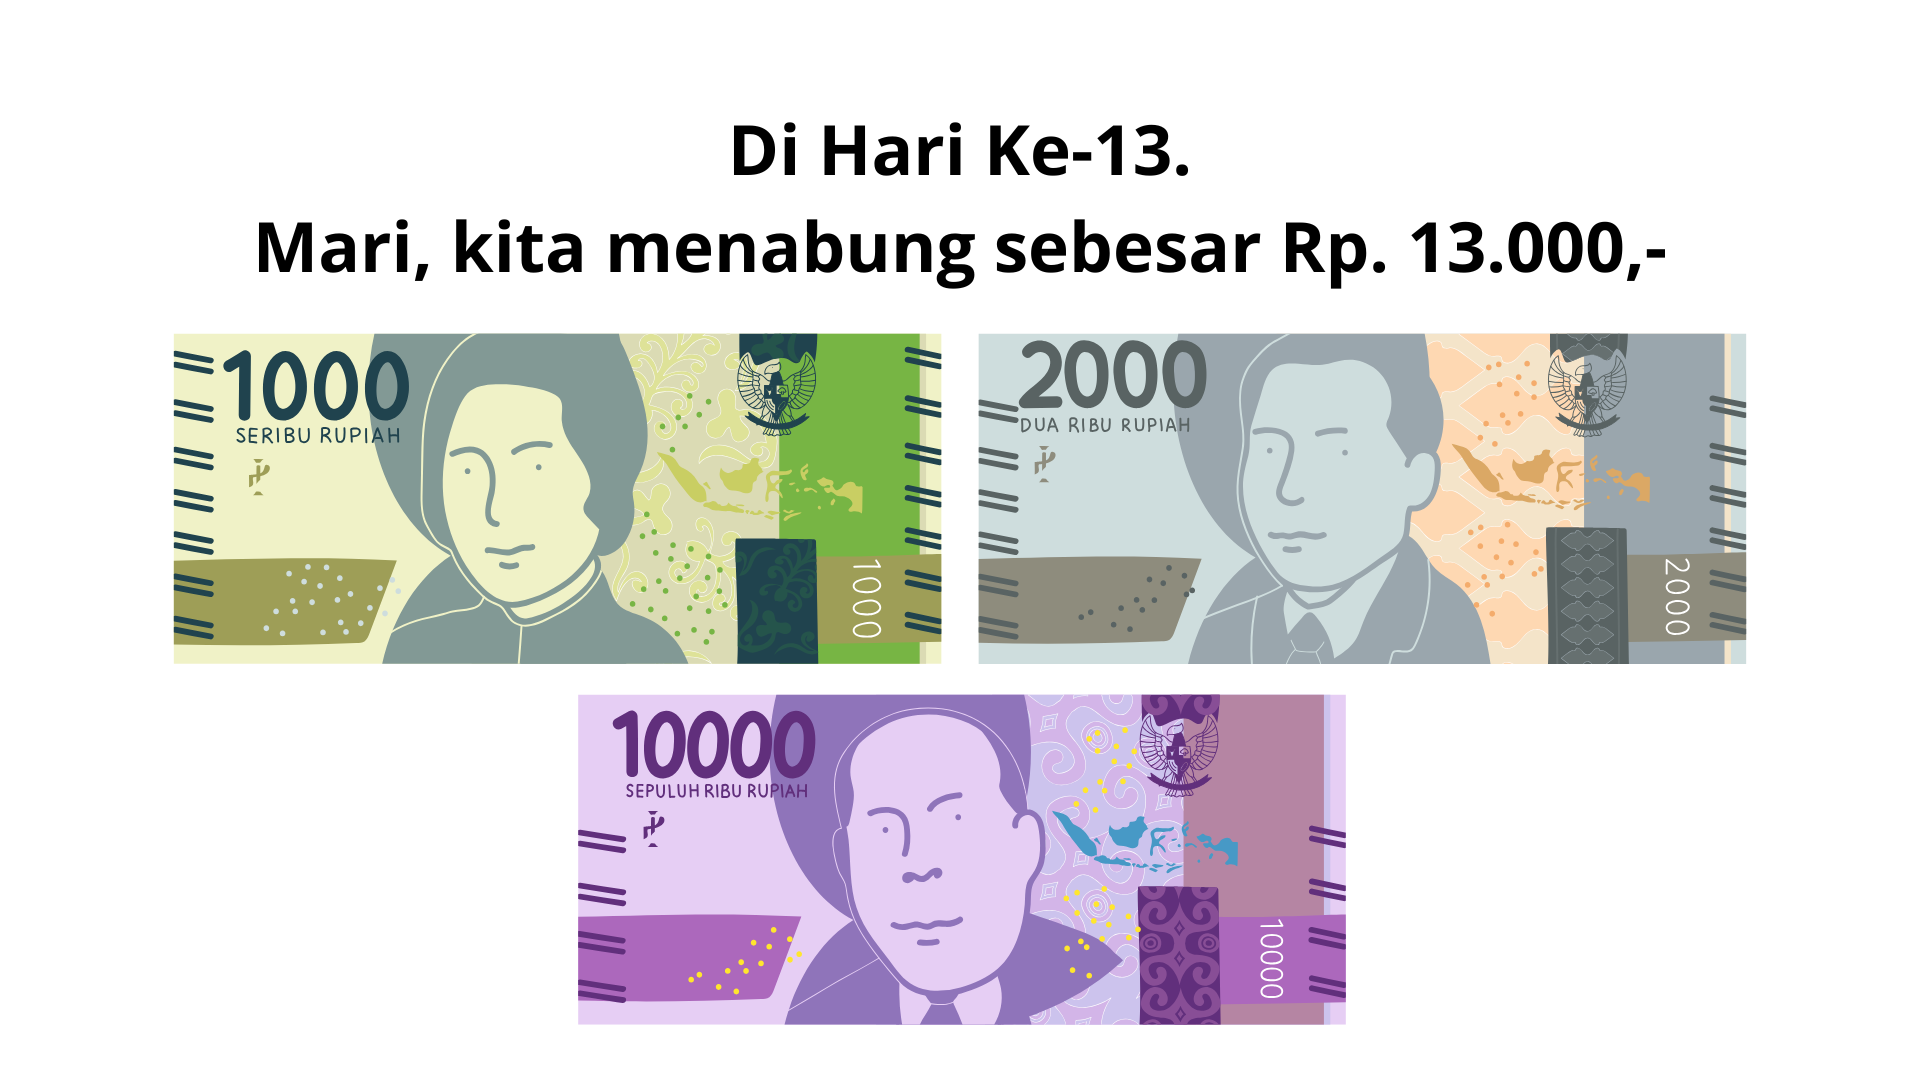 Di Hari Ke-13.
Mari, kita menabung sebesar Rp. 13.000,-
1000
SERIBU RUPIAH
1000
2000
DUA RIBU RUPIAH
2000
10000
SEPULUH RIBU RUPIAH
10000